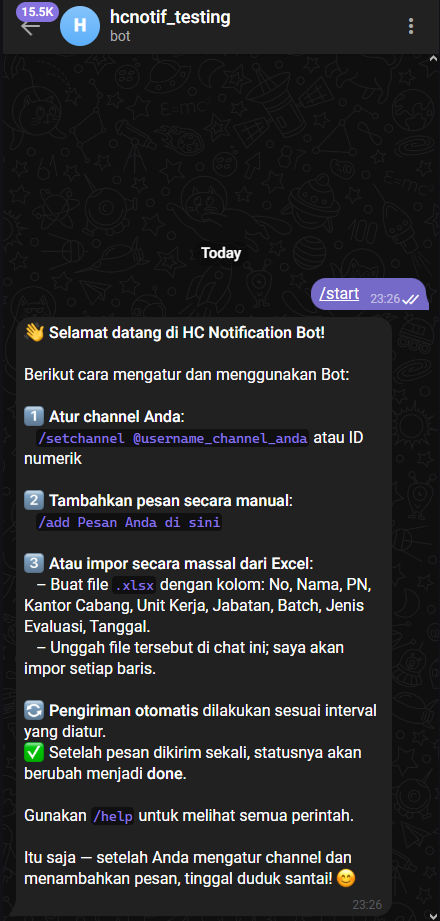 15.5K
H
hcnotif_testing
bot
Today
/start 23:26
👋 Selamat datang di HC Notification Bot!
Berikut cara mengatur dan menggunakan Bot:
1️⃣ Atur channel Anda:
/setchannel @username_channel_anda atau ID
numerik
2️⃣ Tambahkan pesan secara manual:
/add Pesan Anda di sini
3️⃣ Atau impor secara massal dari Excel:
– Buat file .xlsx dengan kolom: No, Nama, PN,
Kantor Cabang, Unit Kerja, Jabatan, Batch, Jenis
Evaluasi, Tanggal.
– Unggah file tersebut di chat ini; saya akan
impor setiap baris.
🔄 Pengiriman otomatis dilakukan sesuai interval
yang diatur.
✅ Setelah pesan dikirim sekali, statusnya akan
berubah menjadi done.
Gunakan /help untuk melihat semua perintah.
Itu saja — setelah Anda mengatur channel dan
menambahkan pesan, tinggal duduk santai! 😊
23:26